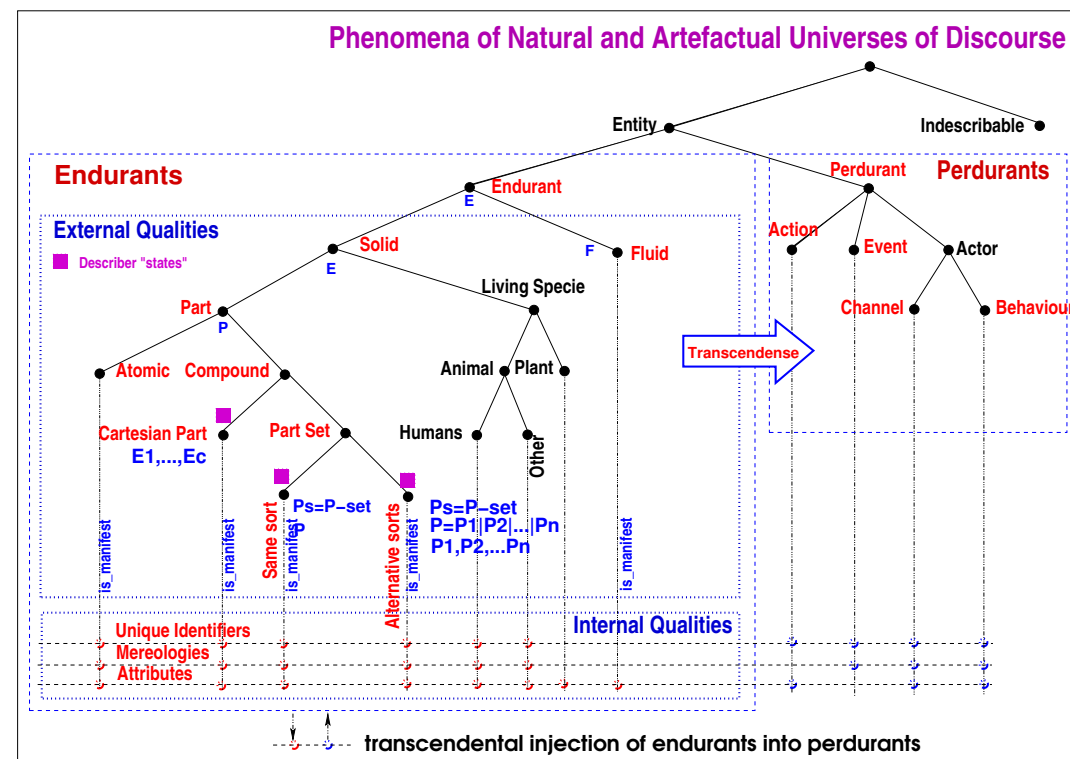 Phenomena of Natural and Artefactual Universes of Discourse
Entity
Indescribable
Endurants
Endurant
E
Perdurant
Perdurants
External Qualities
Describer "states"
Solid
E
F
Fluid
Action
Event
Actor
Living Specie
Part
P
Channel
Behaviour
Transcendense
Atomic
Compound
Animal
Plant
Cartesian Part
E1,...,Ec
Part Set
Humans
Other
Same sort
Ps=P-set
P
Alternative sorts
Ps=P-set
P=P1|P2|...|Pn
P1,P2,...Pn
is_manifest
is_manifest
is_manifest
is_manifest
is_manifest
Internal Qualities
Unique Identifiers
Mereologies
Attributes
transcendental injection of endurants into perdurants